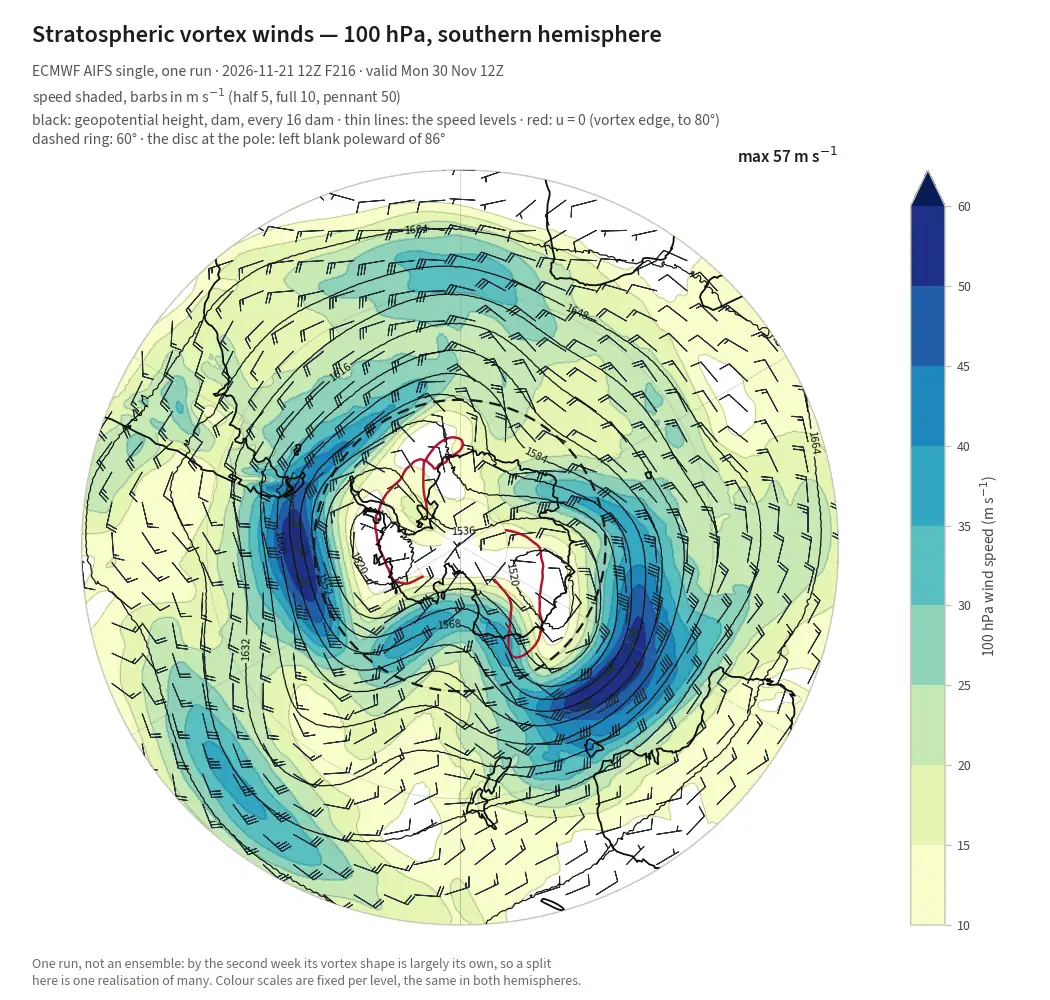 Stratospheric vortex winds — 100 hPa, southern hemisphere
ECMWF AIFS single, one run · 2026-11-21 12Z F216 · valid Mon 30 Nov 12Z
speed shaded, barbs in m s⁻¹ (half 5, full 10, pennant 50)
black: geopotential height, dam, every 16 dam · thin lines: the speed levels · red: u = 0 (vortex edge, to 80°)
dashed ring: 60° · the disc at the pole: left blank poleward of 86°
max 57 m s⁻¹
1648
1616
1664
1584
1536
1520
1520
1568
1632
60
50
45
40
35
30
25
20
15
10
100 hPa wind speed (m s⁻¹)
One run, not an ensemble: by the second week its vortex shape is largely its own, so a split
here is one realisation of many. Colour scales are fixed per level, the same in both hemispheres.